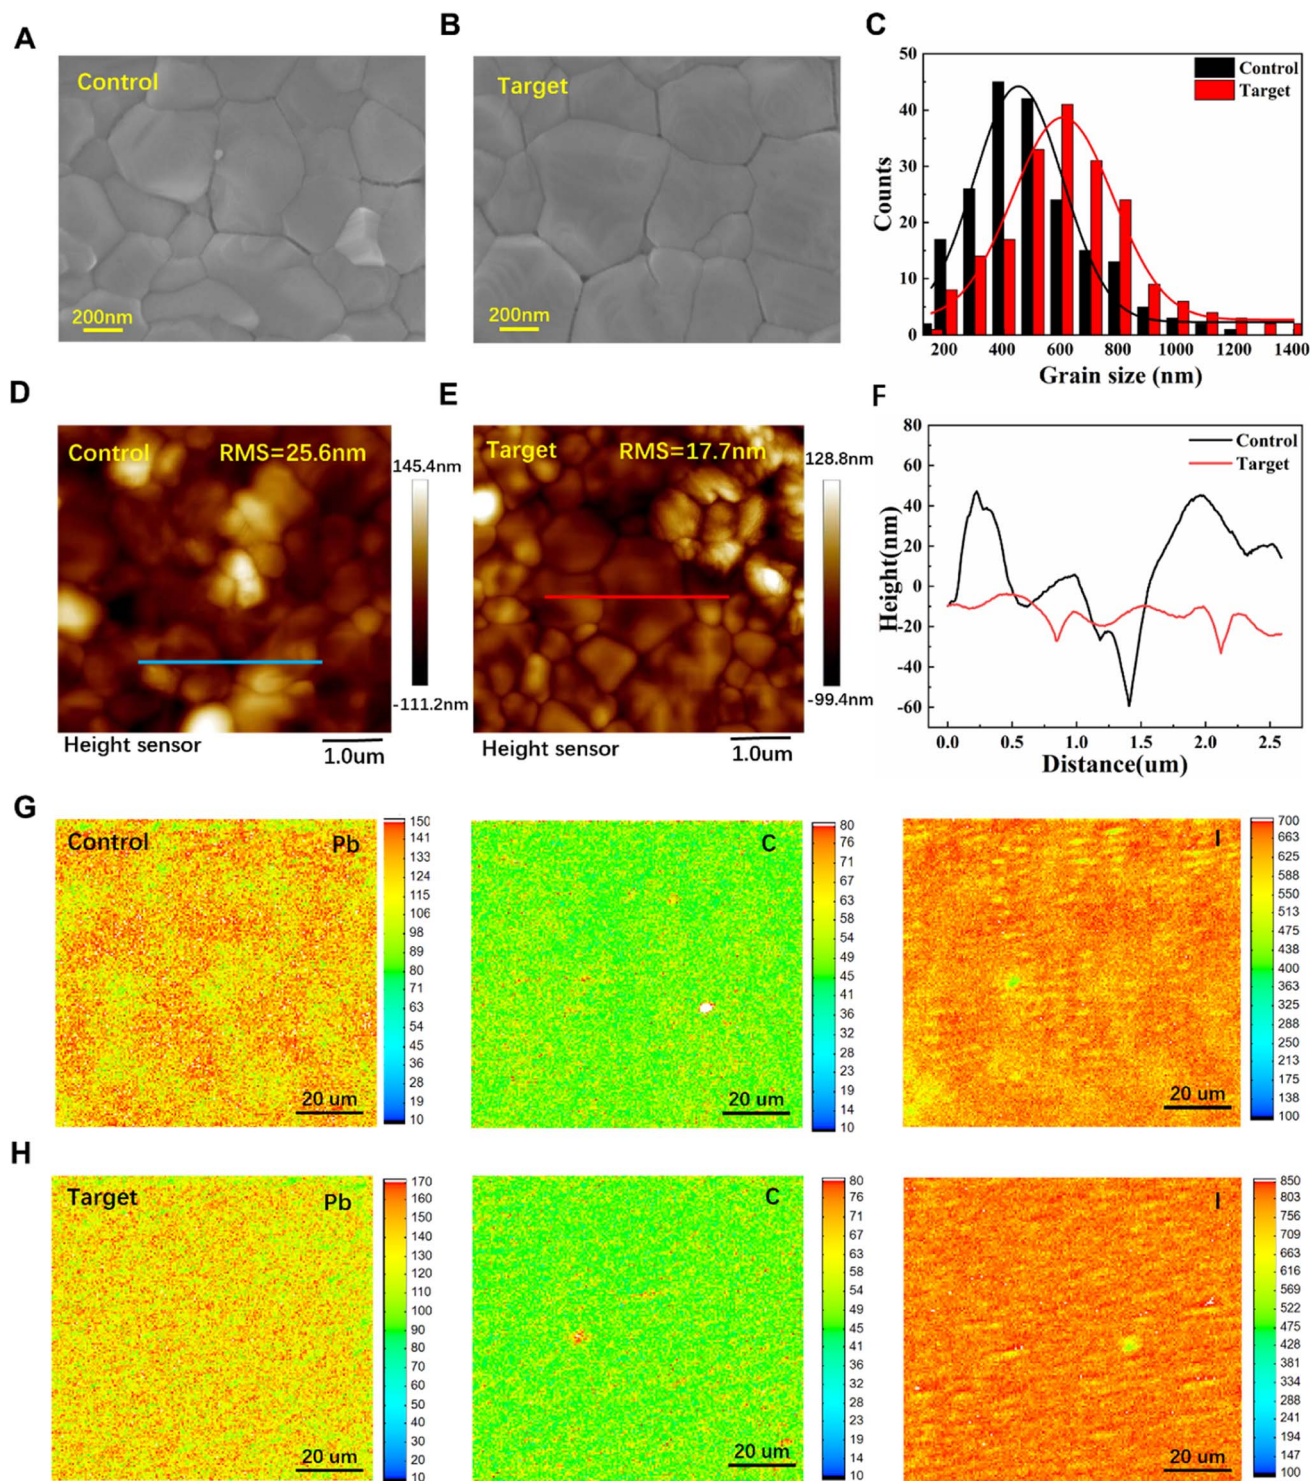 A
Control
200nm
B
Target
200nm
C
50
40
30
20
10
0
Counts
Control
Target
200 400 600 800 1000 1200 1400
Grain size (nm)
D
Control RMS=25.6nm
145.4nm
-111.2nm
Height sensor
1.0um
E
Target RMS=17.7nm
128.8nm
-99.4nm
Height sensor
1.0um
F
80
60
40
20
0
-20
-40
-60
Height(nm)
Control
Target
0.0 0.5 1.0 1.5 2.0 2.5
Distance(um)
G
Control Pb
20 um
150
141
132
124
115
106
98
89
80
71
63
54
45
36
28
19
10
C
20 um
80
76
71
67
63
58
54
49
45
41
36
32
28
23
19
14
10
I
20 um
700
663
625
588
550
513
475
438
400
363
325
288
250
213
175
138
100
H
Target Pb
20 um
170
160
150
140
130
120
110
100
90
80
70
60
50
40
30
20
10
C
20 um
80
76
71
67
63
58
54
49
45
41
36
32
28
23
19
14
10
I
20 um
850
803
756
709
663
616
569
522
475
428
381
334
288
241
194
147
100